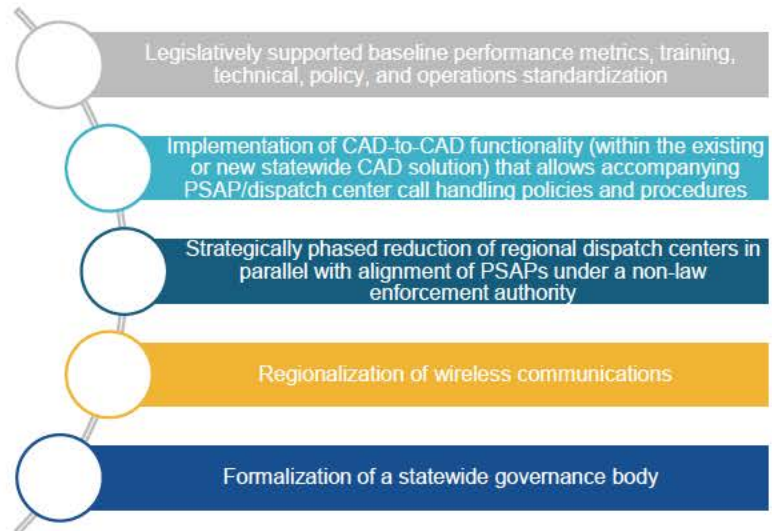 Legislatively supported baseline performance metrics, training,
technical, policy, and operations standardization
Implementation of CAD-to-CAD functionality (within the existing
or new statewide CAD solution) that allows accompanying
PSAP/dispatch center call handling policies and procedures
Strategically phased reduction of regional dispatch centers in
parallel with alignment of PSAPs under a non-law
enforcement authority
Regionalization of wireless communications
Formalization of a statewide governance body